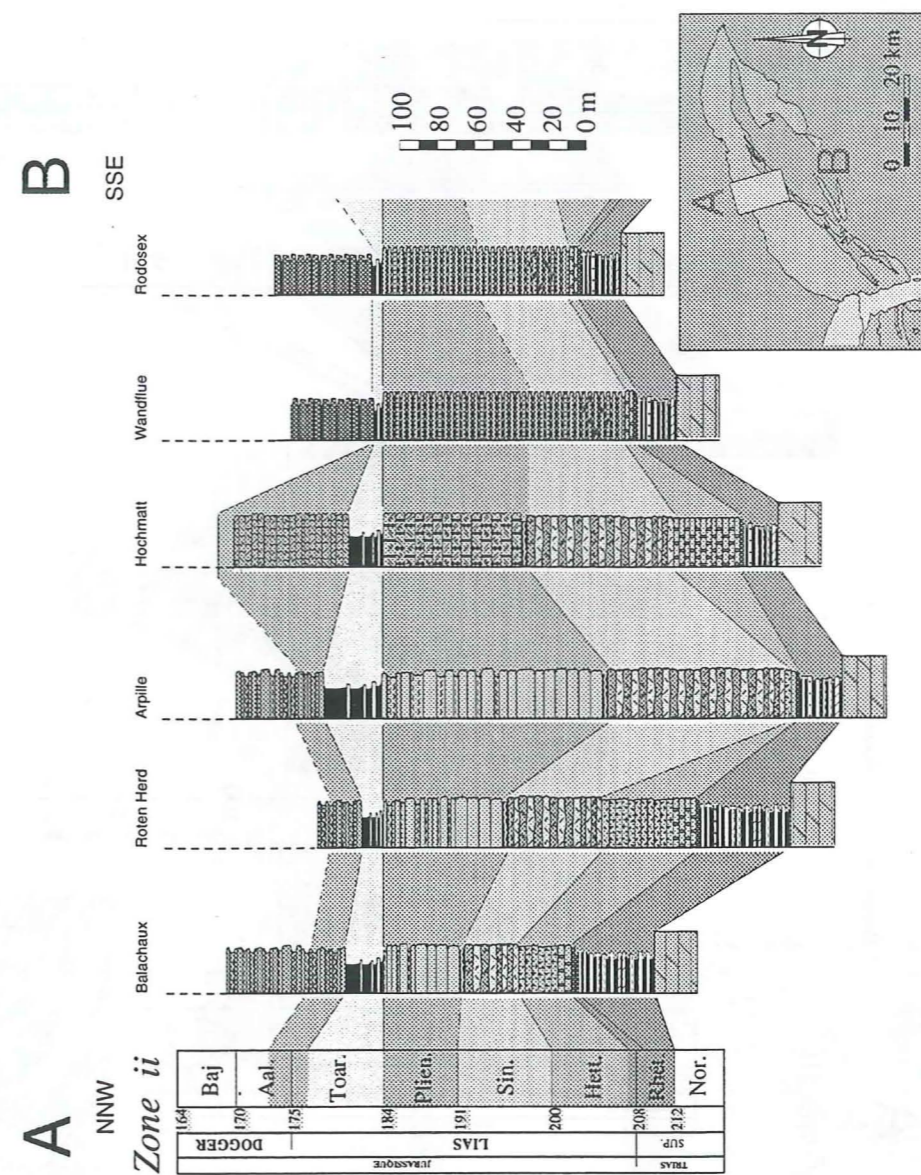 A
NNW
Zone ii
B
SSE
Balachaux
Roten Herd
Arpille
Hochmatt
Wandflue
Rodosex
164
Baj
170
Aal.
175
Toar.
184
Plien.
191
Sin.
200
Hett.
208
Rhét
212
Nor.
DOGGER
LIAS
SUP.
JURASSIQUE
TRIAS
100
80
60
40
20
0 m
A
B
N
0 10 20 km